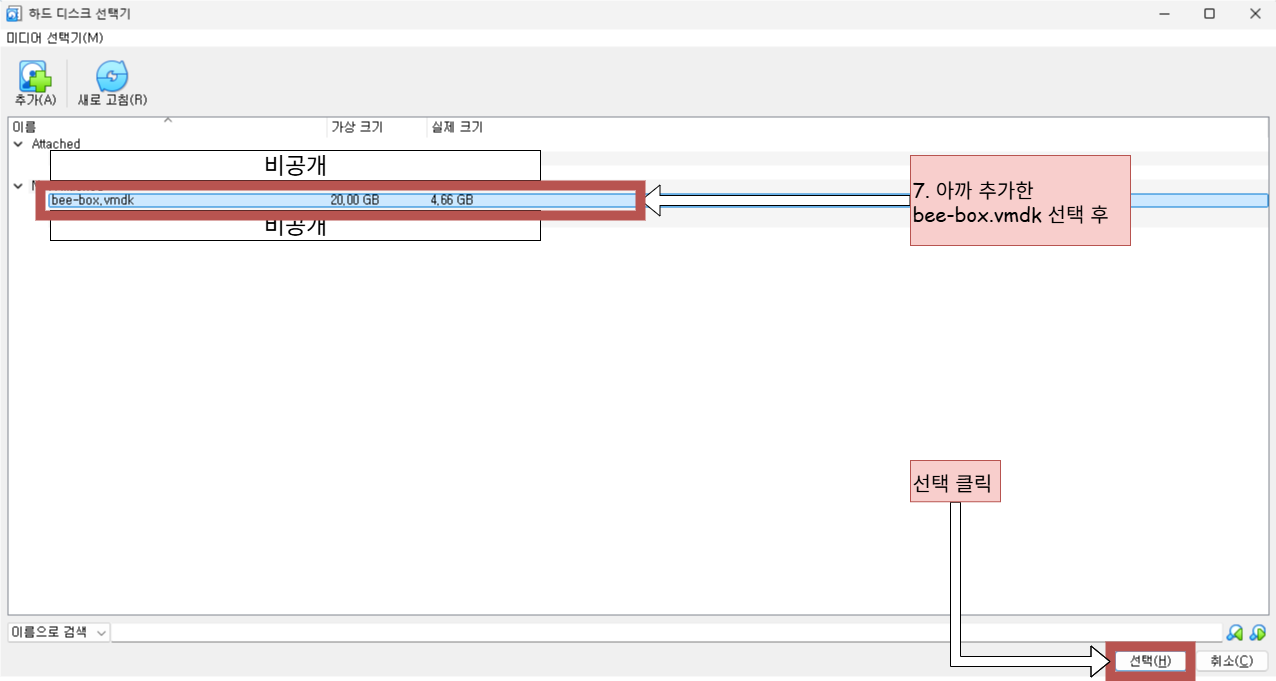 하드 디스크 선택기
미디어 선택기(M)
추가(A) 새로 고침(R)
이름 가상 크기 실제 크기
Attached
비공개
bee-box.vmdk 20.00 GB 4.66 GB
7. 아까 추가한
bee-box.vmdk 선택 후
비공개
선택 클릭
이름으로 검색
선택(H) 취소(C)